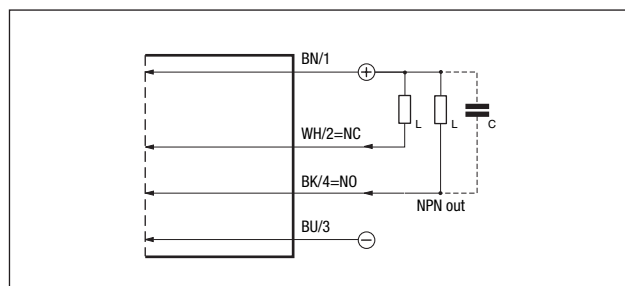 BN/1
+
L
L
C
WH/2=NC
BK/4=NO
NPN out
BU/3
−